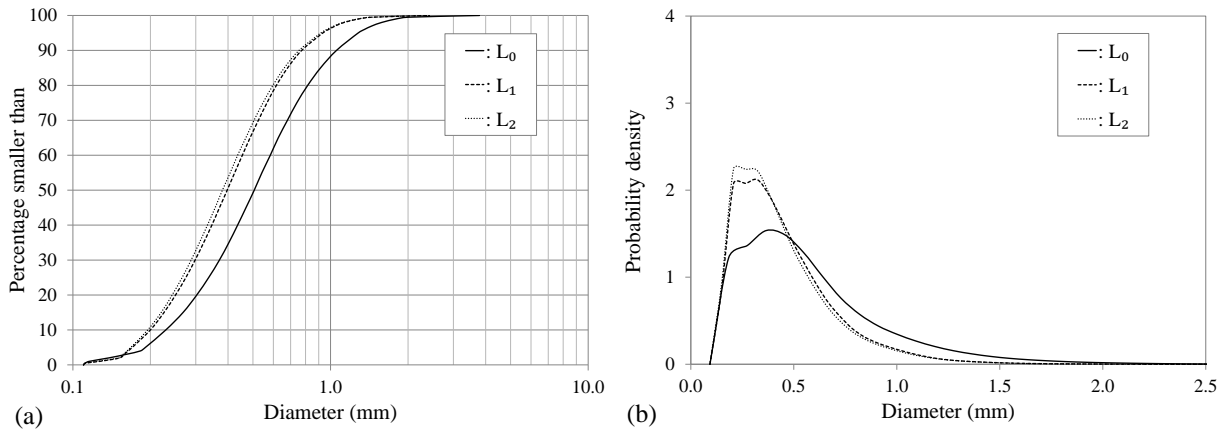 100
90
80
70
60
50
40
30
20
10
0
Percentage smaller than
: L₀
: L₁
: L₂
0.1
1.0
10.0
Diameter (mm)
(a)
4
3
2
1
0
Probability density
: L₀
: L₁
: L₂
0.0
0.5
1.0
1.5
2.0
2.5
Diameter (mm)
(b)